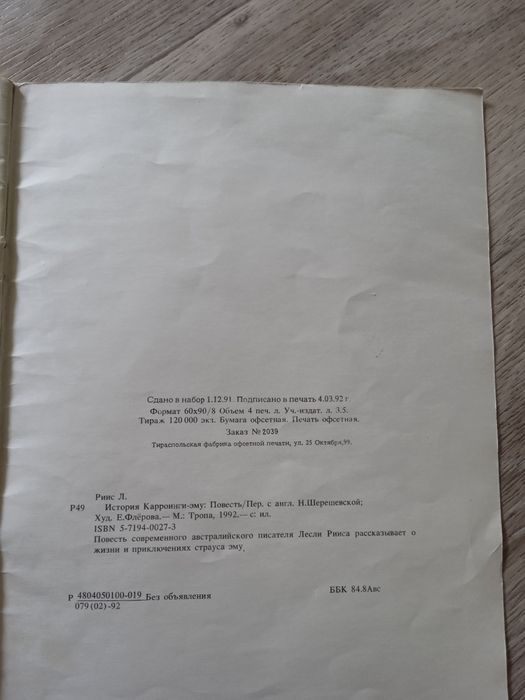 Сдано в набор 1.12.91. Подписано в печать 4.03.92 г.
Формат 60х90/8 Объем 4 печ. л. Уч.-издат. л. 3,5.
Тираж 120 000 экз. Бумага офсетная. Печать офсетная.
Заказ № 2039
Тираспольская фабрика офсетной печати, ул. 25 Октября,99.
Риис Л.
Р49 История Карроинги-эму: Повесть/Пер. с англ. Н.Шерешевской;
Худ. Е.Флёрова.— М.: Тропа, 1992.— с: ил.
ISBN 5-7194-0027-3
Повесть современного австралийского писателя Лесли Рииса рассказывает о
жизни и приключениях страуса эму.
Р 4804050100-019 Без объявления
079(02)-92
ББК 84.8Авс